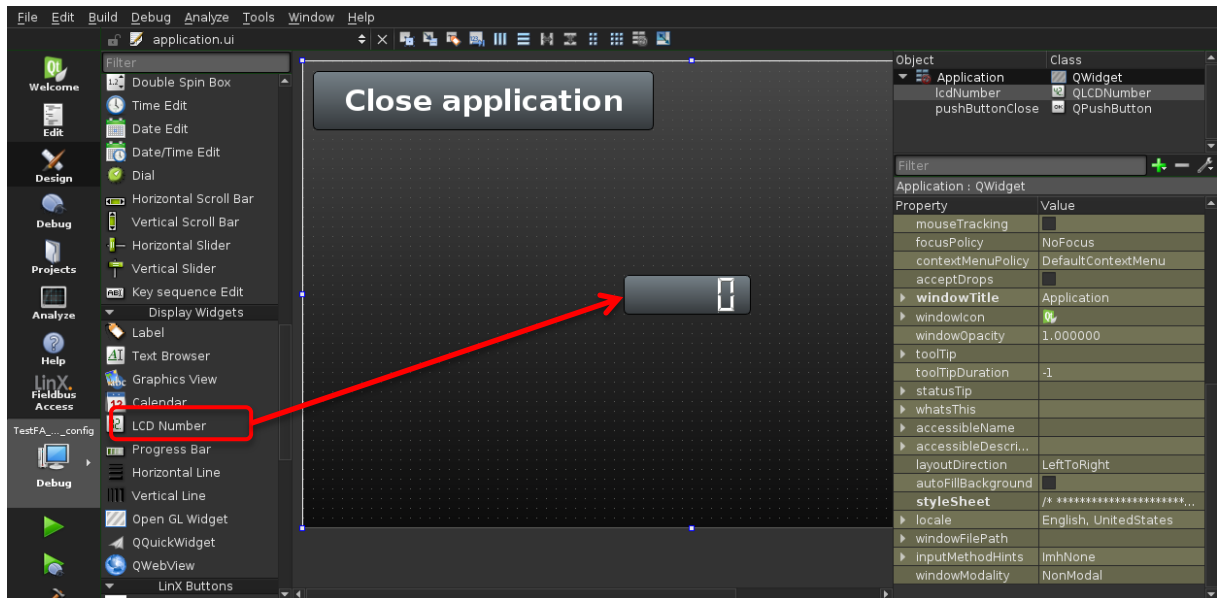 File Edit Build Debug Analyze Tools Window Help
application.ui
Welcome
Edit
Design
Debug
Projects
Analyze
Help
LinX
Fieldbus
Access
TestFA_..._config
Debug
Filter
Double Spin Box
Time Edit
Date Edit
Date/Time Edit
Dial
Horizontal Scroll Bar
Vertical Scroll Bar
Horizontal Slider
Vertical Slider
Key sequence Edit
Display Widgets
Label
Text Browser
Graphics View
Calendar
LCD Number
Progress Bar
Horizontal Line
Vertical Line
Open GL Widget
QQuickWidget
QWebView
LinX Buttons
Close application
0
Object Class
Application QWidget
lcdNumber QLCDNumber
pushButtonClose QPushButton
Filter
Application : QWidget
Property Value
mouseTracking
focusPolicy NoFocus
contextMenuPolicy DefaultContextMenu
acceptDrops
windowTitle Application
windowIcon
windowOpacity 1.000000
toolTip
toolTipDuration -1
statusTip
whatsThis
accessibleName
accessibleDescri...
layoutDirection LeftToRight
autoFillBackground
styleSheet /* **********************...
locale English, UnitedStates
windowFilePath
inputMethodHints ImhNone
windowModality NonModal